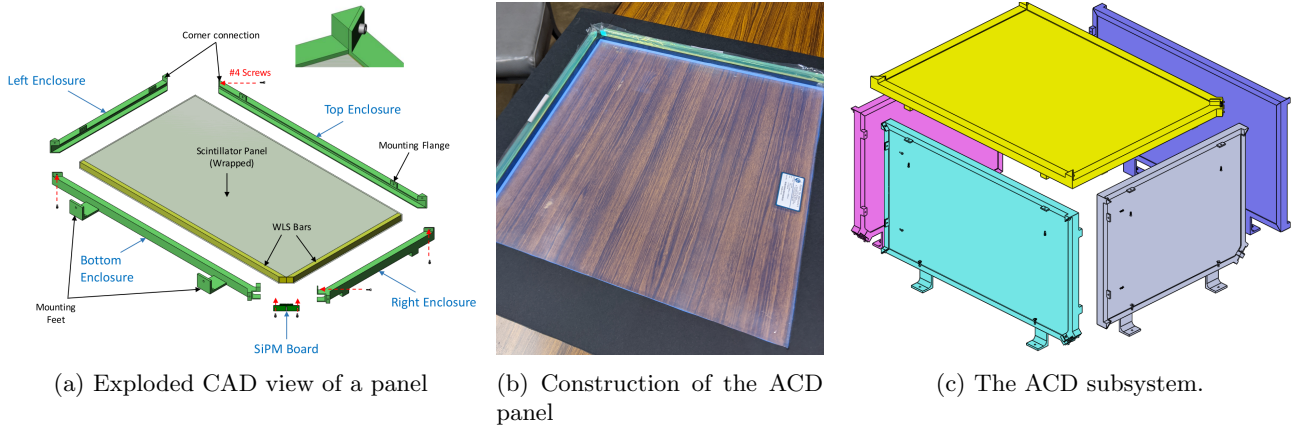 Corner connection
#4 Screws
Left Enclosure
Top Enclosure
Mounting Flange
Scintillator Panel
(Wrapped)
WLS Bars
Bottom
Enclosure
Mounting
Feet
Right Enclosure
SiPM Board
(a) Exploded CAD view of a panel
(b) Construction of the ACD
panel
(c) The ACD subsystem.